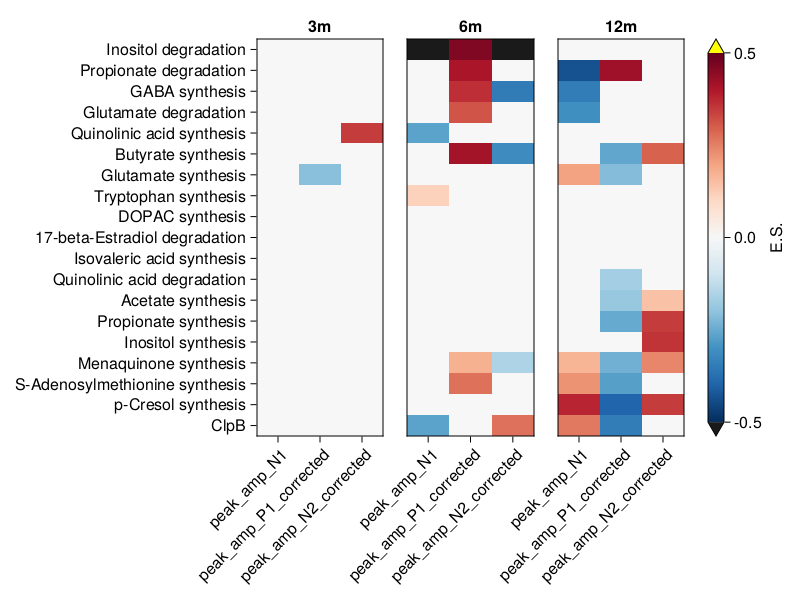 3m
6m
12m
Inositol degradation
Propionate degradation
GABA synthesis
Glutamate degradation
Quinolinic acid synthesis
Butyrate synthesis
Glutamate synthesis
Tryptophan synthesis
DOPAC synthesis
17-beta-Estradiol degradation
Isovaleric acid synthesis
Quinolinic acid degradation
Acetate synthesis
Propionate synthesis
Inositol synthesis
Menaquinone synthesis
S-Adenosylmethionine synthesis
p-Cresol synthesis
ClpB
peak_amp_N1
peak_amp_P1_corrected
peak_amp_N2_corrected
peak_amp_N1
peak_amp_P1_corrected
peak_amp_N2_corrected
peak_amp_N1
peak_amp_P1_corrected
peak_amp_N2_corrected
0.5
0.0
-0.5
E.S.